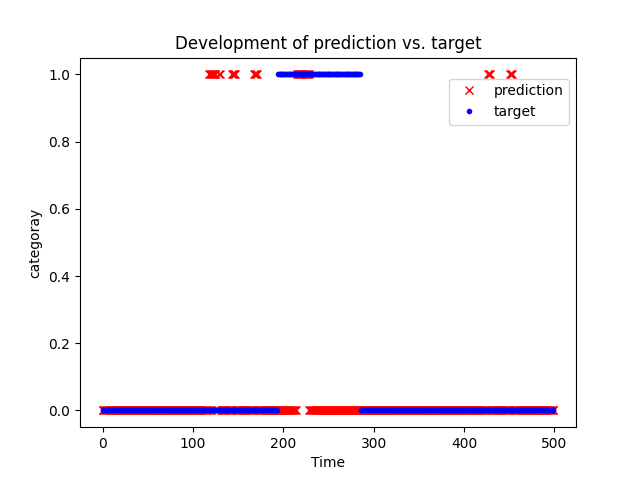 Development of prediction vs. target
1.0
0.8
0.6
0.4
0.2
0.0
categoray
prediction
target
0 100 200 300 400 500
Time